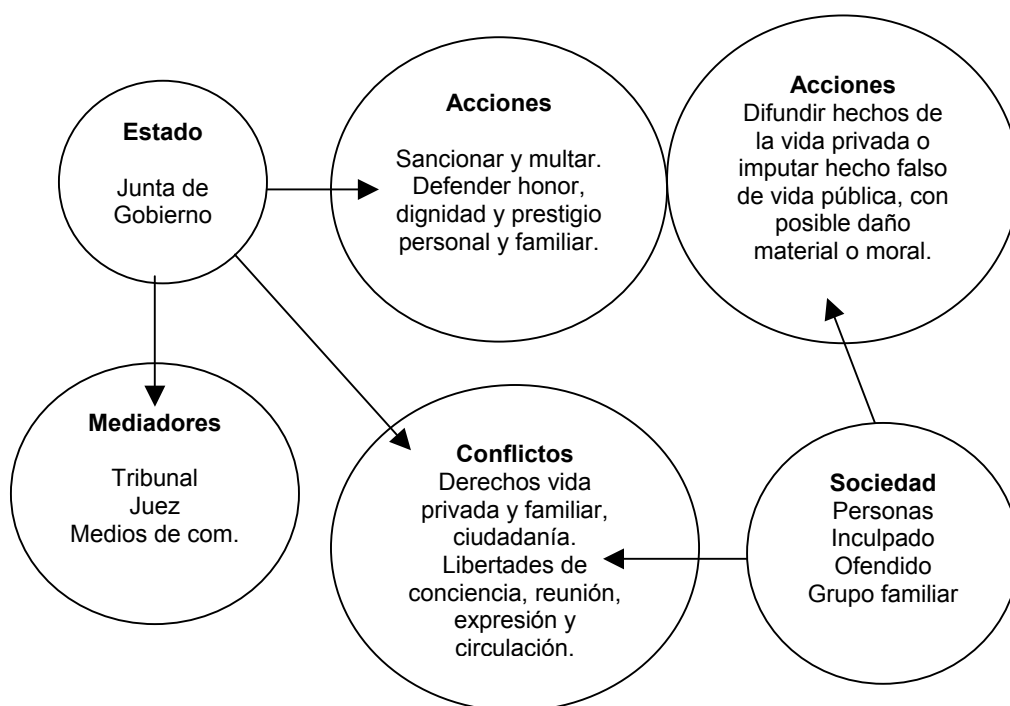 Estado
Junta de
Gobierno
Acciones
Sancionar y multar.
Defender honor,
dignidad y prestigio
personal y familiar.
Acciones
Difundir hechos de
la vida privada o
imputar hecho falso
de vida pública, con
posible daño
material o moral.
Mediadores
Tribunal
Juez
Medios de com.
Conflictos
Derechos vida
privada y familiar,
ciudadanía.
Libertades de
conciencia, reunión,
expresión y
circulación.
Sociedad
Personas
Inculpado
Ofendido
Grupo familiar